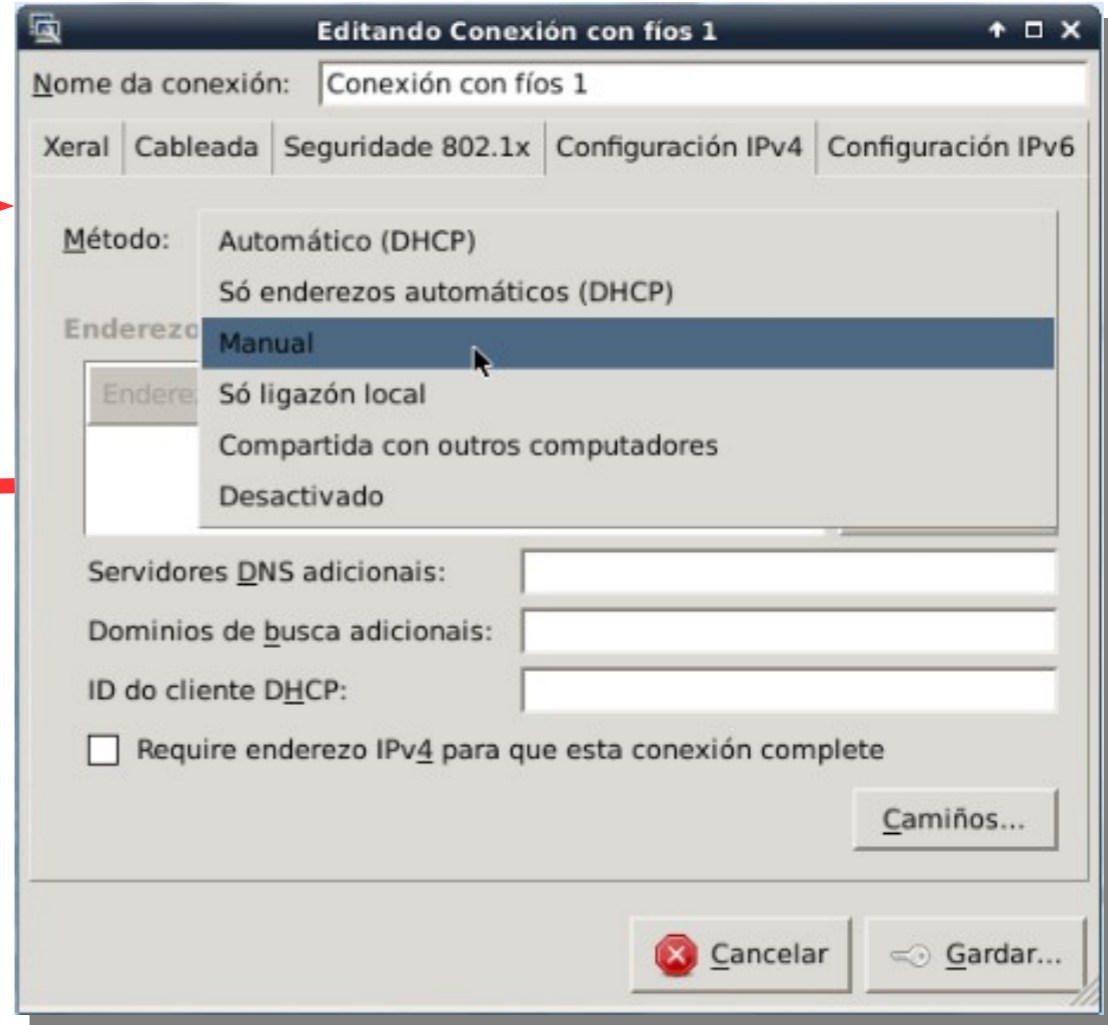 Editando Conexión con fíos 1
Nome da conexión: Conexión con fíos 1
Xeral Cableada Seguridade 802.1x Configuración IPv4 Configuración IPv6
Método: Automático (DHCP)
Só enderezos automáticos (DHCP)
Manual
Só ligazón local
Compartida con outros computadores
Desactivado
Servidores DNS adicionais:
Dominios de busca adicionais:
ID do cliente DHCP:
Require enderezo IPv4 para que esta conexión complete
Camiños...
Cancelar Gardar...